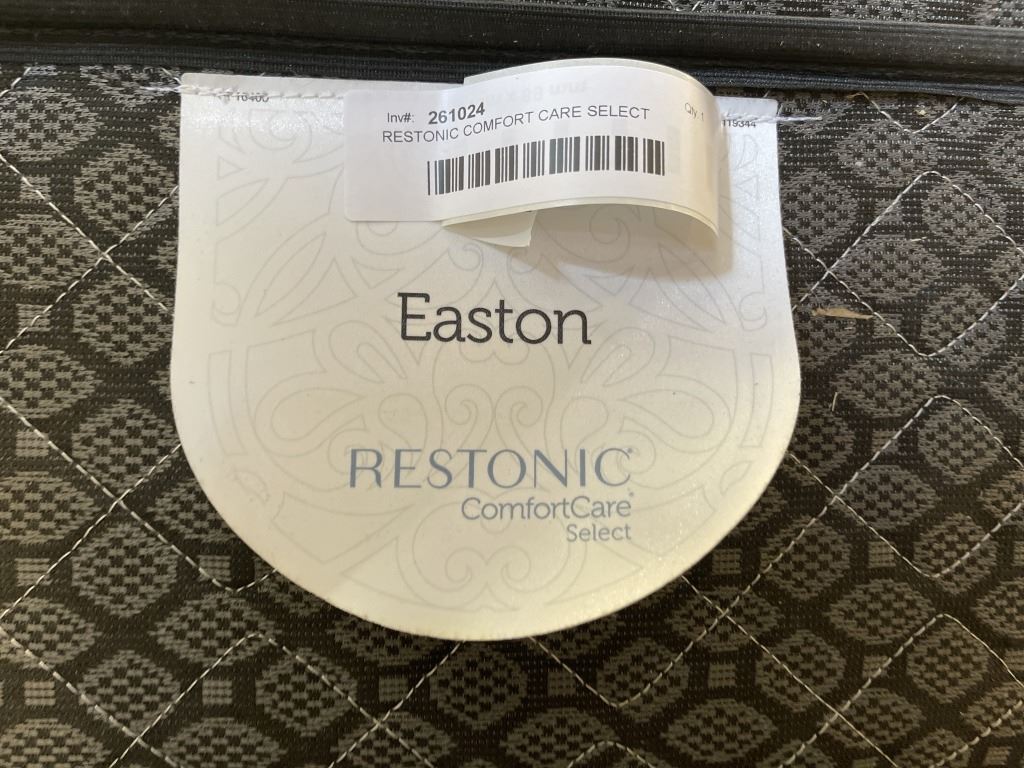 Inv#: 261024 Qty 1
RESTONIC COMFORT CARE SELECT
Easton
RESTONIC®
ComfortCare®
Select